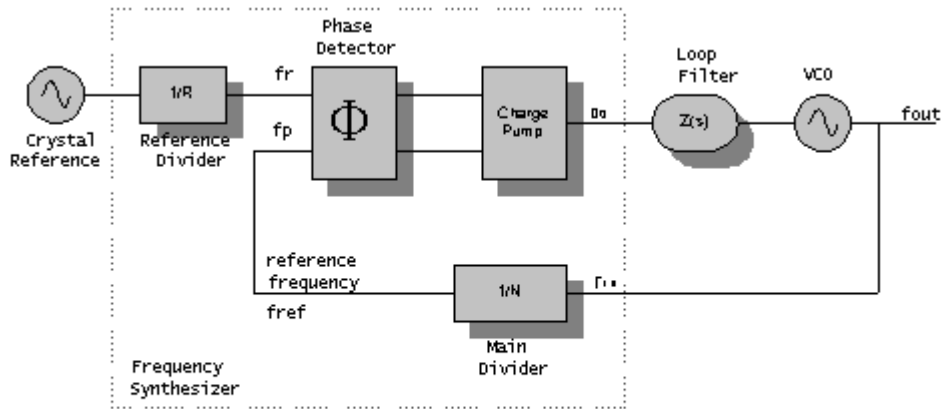 Phase
Detector
Loop
Filter
VCO
fr
fp
1/R
Φ
Charge
Pump
Do
Z(s)
fout
Crystal
Reference
Reference
Divider
reference
frequency
fref
1/N
Main
Divider
Frequency
Synthesizer